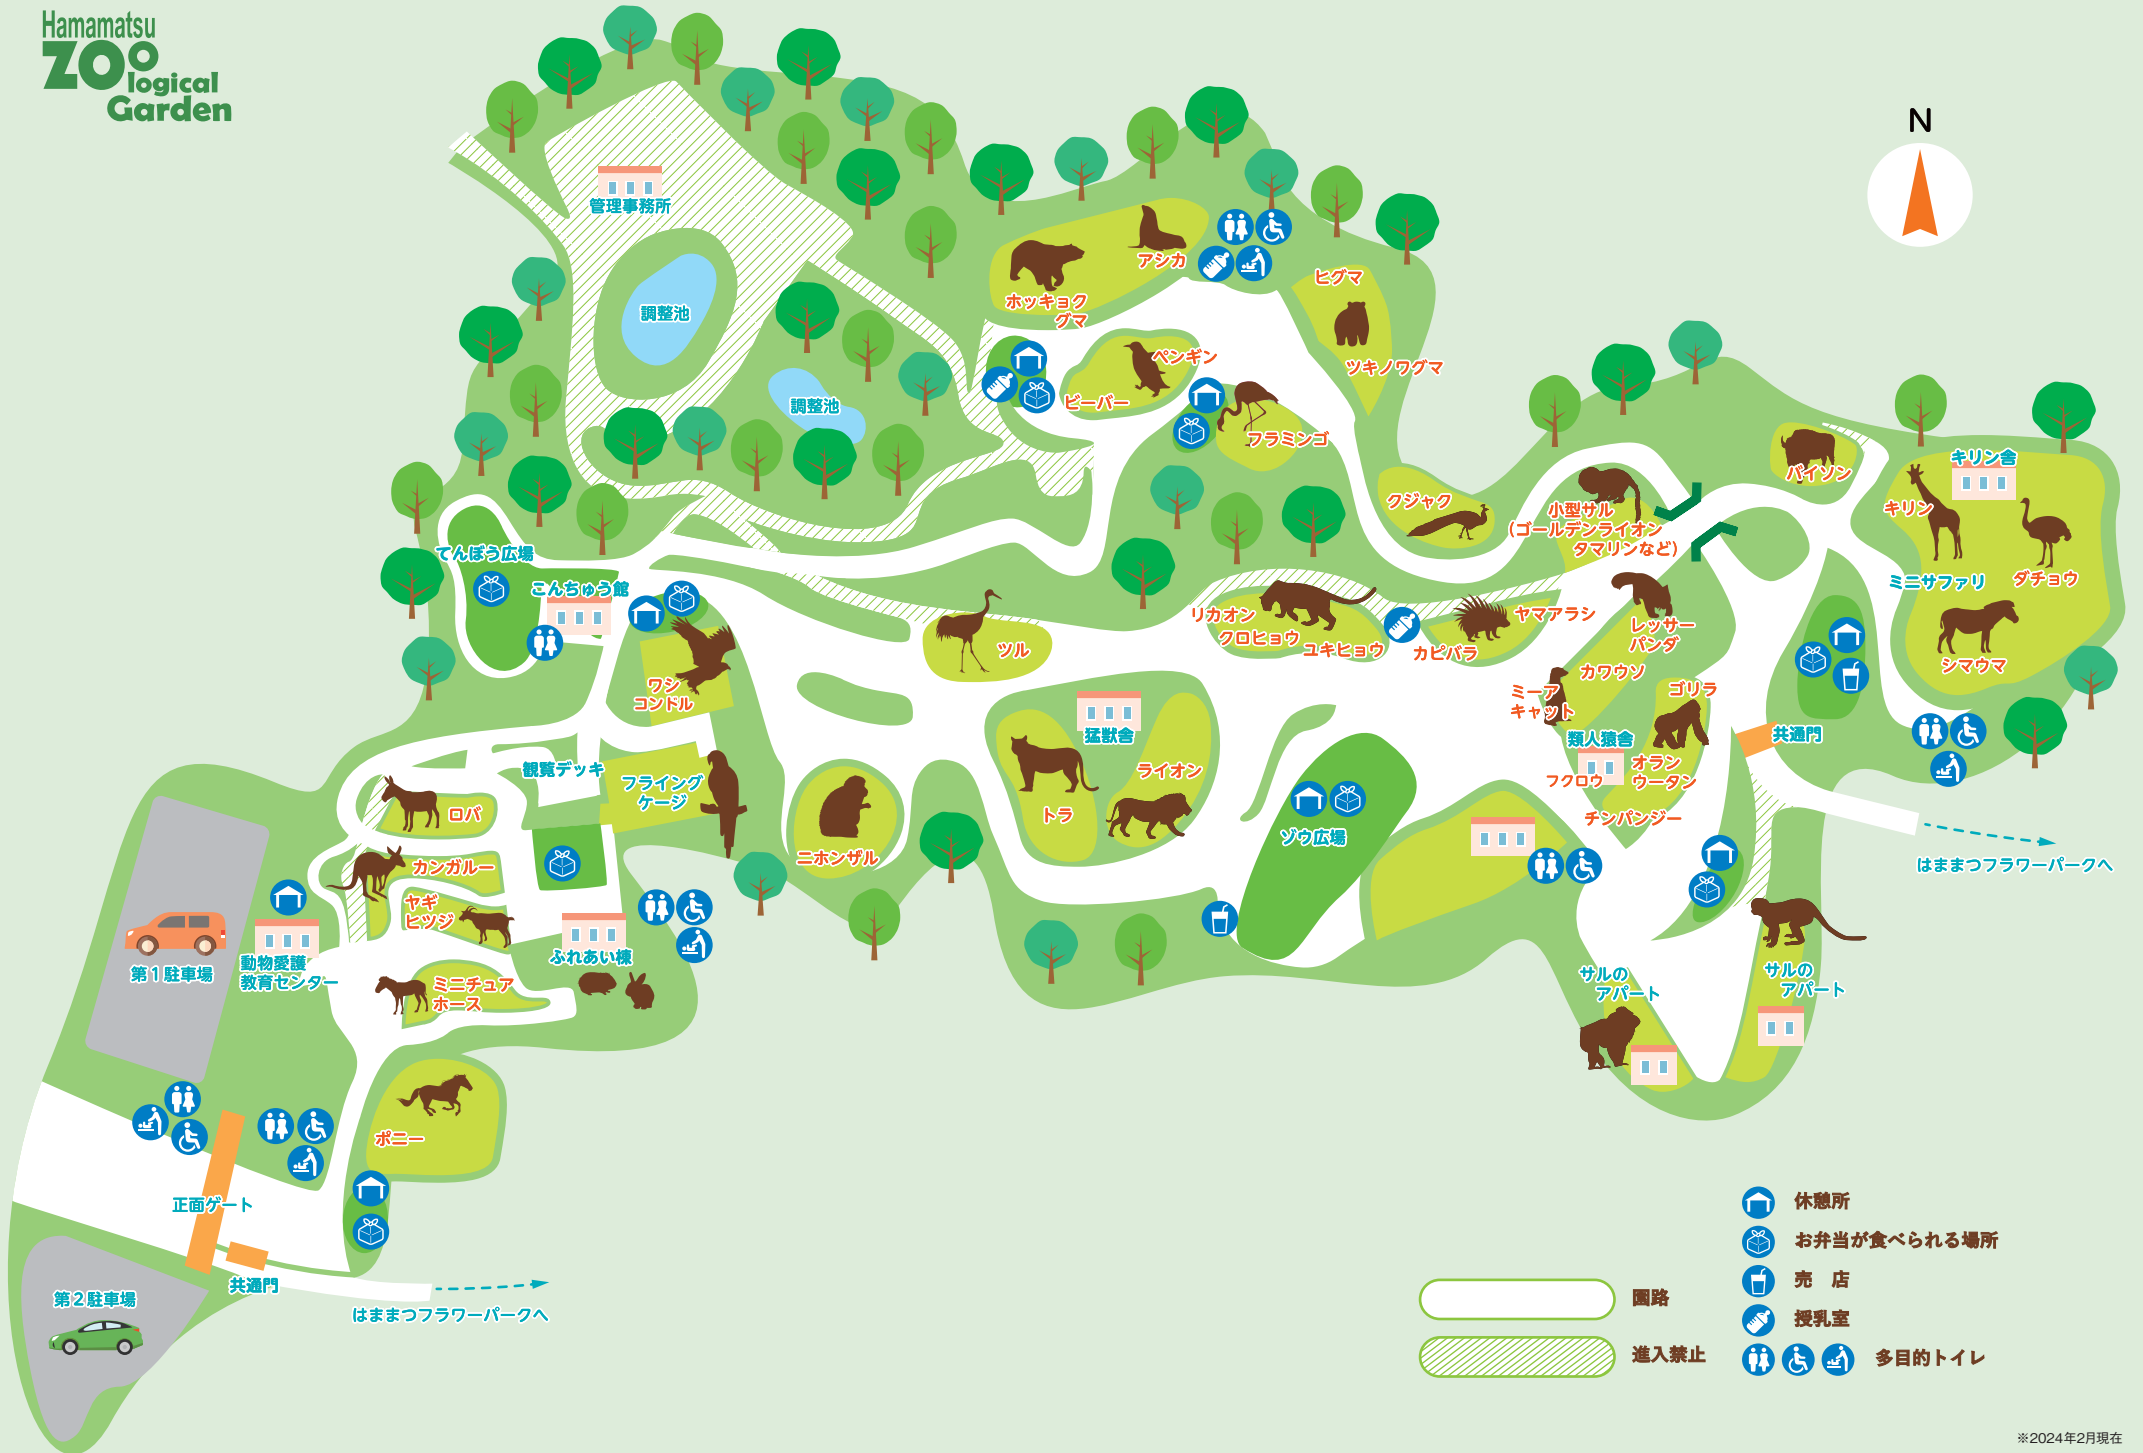 Hamamatsu
ZOO
logical
Garden
N
管理事務所
調整池
調整池
アシカ
ホッキョク
グマ
ヒグマ
ツキノワグマ
ペンギン
ビーバー
フラミンゴ
クジャク
小型サル
(ゴールデンライオン
タマリンなど)
バイソン
キリン舎
キリン
ダチョウ
ミニサファリ
シマウマ
てんぼう広場
こんちゅう館
ワシ
コンドル
ツル
リカオン
クロヒョウ
ユキヒョウ
カピバラ
ヤマアラシ
レッサー
パンダ
カワウソ
ミーア
キャット
ゴリラ
類人猿舎
フクロウ
オラン
ウータン
チンパンジー
共通門
はままつフラワーパークへ
観覧デッキ
フライング
ケージ
猛獣舎
トラ
ライオン
ニホンザル
ゾウ広場
ロバ
カンガルー
ヤギ
ヒツジ
ふれあい棟
ミニチュア
ホース
動物愛護
教育センター
第1駐車場
サルの
アパート
サルの
アパート
ポニー
正面ゲート
共通門
第2駐車場
はままつフラワーパークへ
園路
進入禁止
休憩所
お弁当が食べられる場所
売　店
授乳室
多目的トイレ
※2024年2月現在